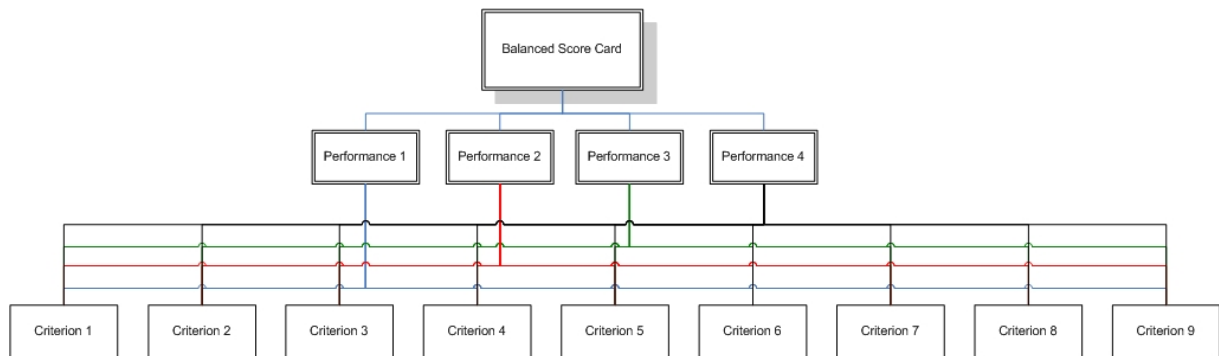 Balanced Score Card
Performance 1
Performance 2
Performance 3
Performance 4
Criterion 1
Criterion 2
Criterion 3
Criterion 4
Criterion 5
Criterion 6
Criterion 7
Criterion 8
Criterion 9